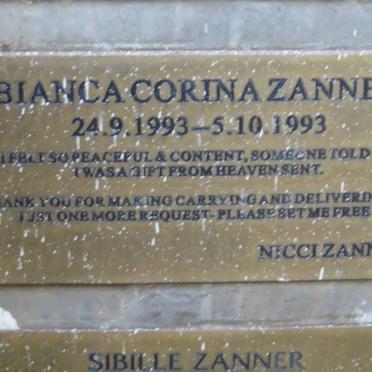 BIANCA CORINA ZANNE
24.9.1993–5.10.1993
I FELT SO PEACEFUL & CONTENT, SOMEONE TOLD
I WAS A GIFT FROM HEAVEN SENT.
ANK YOU FOR MAKING CARRYING AND DELIVERI
JUST ONE MORE REQUEST- PLEASE SET ME FREE
NICCI ZANN
SIBILLE ZANNER